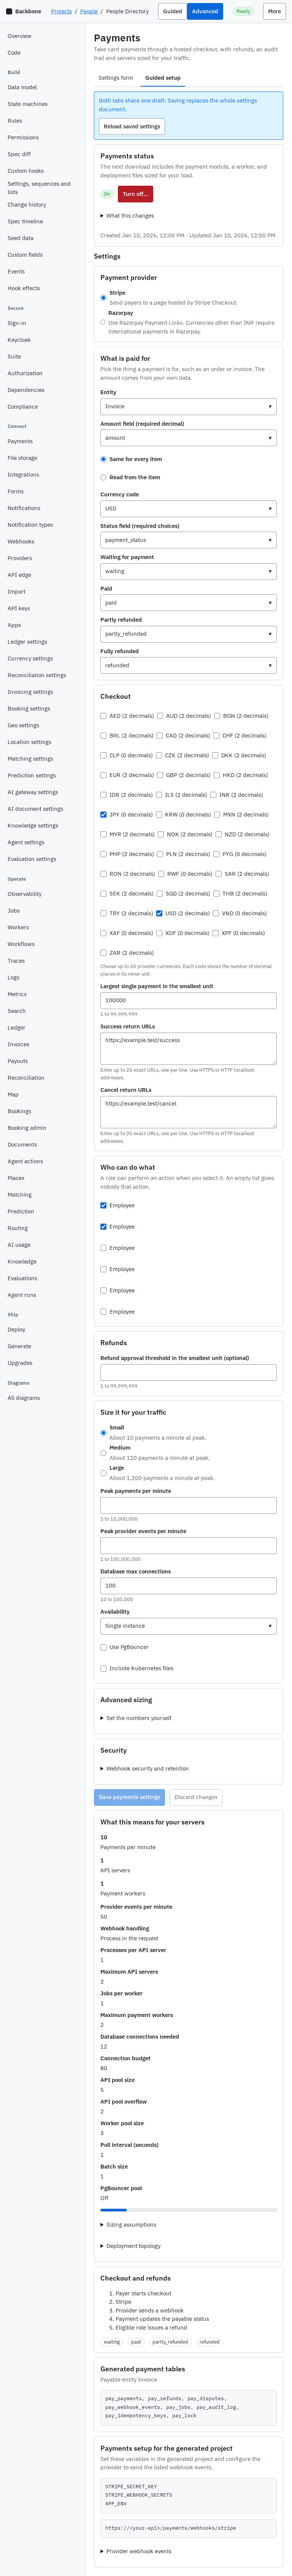 Backbone
Projects / People / People Directory
Guided
Advanced
Ready
More
Overview
Code
Build
Data model
State machines
Rules
Permissions
Spec diff
Custom hooks
Settings, sequences and
lists
Change history
Spec timeline
Seed data
Custom fields
Events
Hook effects
Secure
Sign-in
Keycloak
Suite
Authorization
Dependencies
Compliance
Connect
Payments
File storage
Integrations
Forms
Notifications
Notification types
Webhooks
Providers
API edge
Import
API keys
Apps
Ledger settings
Currency settings
Reconciliation settings
Invoicing settings
Booking settings
Geo settings
Location settings
Matching settings
Prediction settings
AI gateway settings
AI document settings
Knowledge settings
Agent settings
Evaluation settings
Operate
Observability
Jobs
Workers
Workflows
Traces
Logs
Metrics
Search
Ledger
Invoices
Payouts
Reconciliation
Map
Bookings
Booking admin
Documents
Agent actions
Places
Matching
Prediction
Routing
AI usage
Knowledge
Evaluations
Agent runs
Ship
Deploy
Generate
Upgrades
Diagrams
All diagrams
Payments
Take card payments through a hosted checkout, with refunds, an audit
trail and servers sized for your traffic.
Settings form
Guided setup
Both tabs share one draft. Saving replaces the whole settings
document.
Reload saved settings
Payments status
The next download includes the payment module, a worker, and
deployment files sized for your load.
On
Turn off...
What this changes
Created Jan 10, 2026, 12:00 PM · Updated Jan 10, 2026, 12:00 PM
Settings
Payment provider
Stripe
Send payers to a page hosted by Stripe Checkout.
Razorpay
Use Razorpay Payment Links. Currencies other than INR require
international payments in Razorpay.
What is paid for
Pick the thing a payment is for, such as an order or invoice. The
amount comes from your own data.
Entity
Invoice
Amount field (required decimal)
amount
Same for every item
Read from the item
Currency code
USD
Status field (required choices)
payment_status
Waiting for payment
waiting
Paid
paid
Partly refunded
partly_refunded
Fully refunded
refunded
Checkout
AED (2 decimals) AUD (2 decimals) BGN (2 decimals)
BRL (2 decimals) CAD (2 decimals) CHF (2 decimals)
CLP (0 decimals) CZK (2 decimals) DKK (2 decimals)
EUR (2 decimals) GBP (2 decimals) HKD (2 decimals)
IDR (2 decimals) ILS (2 decimals) INR (2 decimals)
JPY (0 decimals) KRW (0 decimals) MXN (2 decimals)
MYR (2 decimals) NOK (2 decimals) NZD (2 decimals)
PHP (2 decimals) PLN (2 decimals) PYG (0 decimals)
RON (2 decimals) RWF (0 decimals) SAR (2 decimals)
SEK (2 decimals) SGD (2 decimals) THB (2 decimals)
TRY (2 decimals) USD (2 decimals) VND (0 decimals)
XAF (0 decimals) XOF (0 decimals) XPF (0 decimals)
ZAR (2 decimals)
Choose up to 30 provider currencies. Each code shows the number of decimal
places in its minor unit.
Largest single payment in the smallest unit
100000
1 to 99,999,999
Success return URLs
https://example.test/success
Enter up to 20 exact URLs, one per line. Use HTTPS or HTTP localhost
addresses.
Cancel return URLs
https://example.test/cancel
Enter up to 20 exact URLs, one per line. Use HTTPS or HTTP localhost
addresses.
Who can do what
A role can perform an action when you select it. An empty list gives
nobody that action.
Employee
Employee
Employee
Employee
Employee
Employee
Refunds
Refund approval threshold in the smallest unit (optional)
1 to 99,999,999
Size it for your traffic
Small
About 10 payments a minute at peak.
Medium
About 120 payments a minute at peak.
Large
About 1,200 payments a minute at peak.
Peak payments per minute
1 to 10,000,000
Peak provider events per minute
1 to 100,000,000
Database max connections
100
10 to 100,000
Availability
Single instance
Use PgBouncer
Include Kubernetes files
Advanced sizing
Set the numbers yourself
Security
Webhook security and retention
Save payments settings
Discard changes
What this means for your servers
10
Payments per minute
1
API servers
1
Payment workers
Provider events per minute
50
Webhook handling
Process in the request
Processes per API server
1
Maximum API servers
2
Jobs per worker
1
Maximum payment workers
2
Database connections needed
12
Connection budget
80
API pool size
5
API pool overflow
2
Worker pool size
3
Poll interval (seconds)
1
Batch size
1
PgBouncer pool
Off
Sizing assumptions
Deployment topology
Checkout and refunds
1. Payer starts checkout
2. Stripe
3. Provider sends a webhook
4. Payment updates the payable status
5. Eligible role issues a refund
waiting paid partly_refunded refunded
Generated payment tables
Payable entity Invoice
pay_payments, pay_refunds, pay_disputes,
pay_webhook_events, pay_jobs, pay_audit_log,
pay_idempotency_keys, pay_lock
Payments setup for the generated project
Set these variables in the generated project and configure the
provider to send the listed webhook events.
STRIPE_SECRET_KEY
STRIPE_WEBHOOK_SECRETS
APP_ENV
https://<your-api>/payments/webhooks/stripe
Provider webhook events